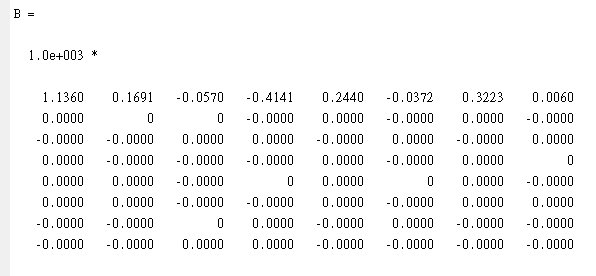 B =
1.0e+003 *
1.1360 0.1691 -0.0570 -0.4141 0.2440 -0.0372 0.3223 0.0060
0.0000 0 0 -0.0000 0.0000 -0.0000 0.0000 -0.0000
-0.0000 -0.0000 0.0000 0.0000 -0.0000 0.0000 -0.0000 0.0000
0.0000 -0.0000 -0.0000 -0.0000 0.0000 -0.0000 0.0000 0
0.0000 0.0000 -0.0000 0 0.0000 0 0.0000 -0.0000
0.0000 0.0000 -0.0000 -0.0000 0.0000 -0.0000 0.0000 0.0000
-0.0000 -0.0000 0 0.0000 -0.0000 0.0000 -0.0000 -0.0000
-0.0000 -0.0000 0.0000 0.0000 -0.0000 -0.0000 -0.0000 -0.0000